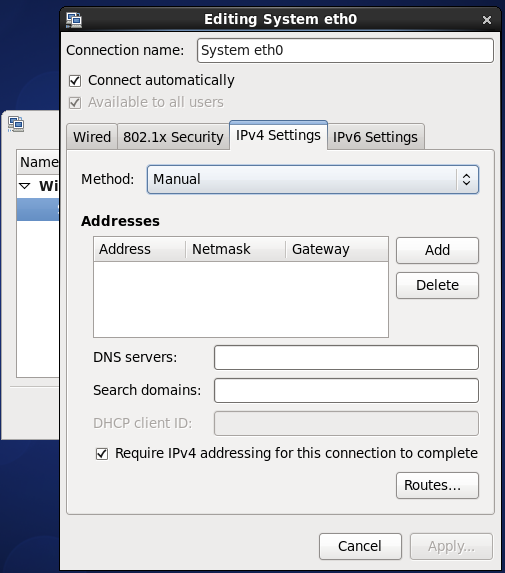 Editing System eth0
Connection name: System eth0
Connect automatically
Available to all users
Wired 802.1x Security IPv4 Settings IPv6 Settings
Name
Wi
Method: Manual
Addresses
Address Netmask Gateway
Add
Delete
DNS servers:
Search domains:
DHCP client ID:
Require IPv4 addressing for this connection to complete
Routes...
Cancel Apply...